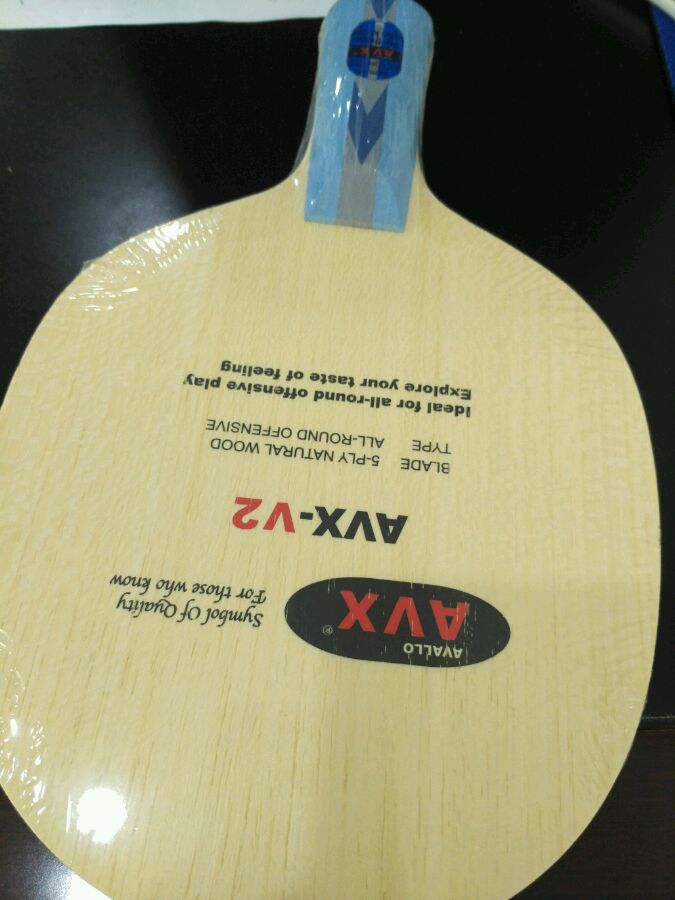 AVALLO
AVX®
Symbol Of Quality
For those who know
AVX-V2
BLADE 5-PLY NATURAL WOOD
TYPE ALL-ROUND OFFENSIVE
Ideal for all-round offensive play
Explore your taste of feeling
AVX